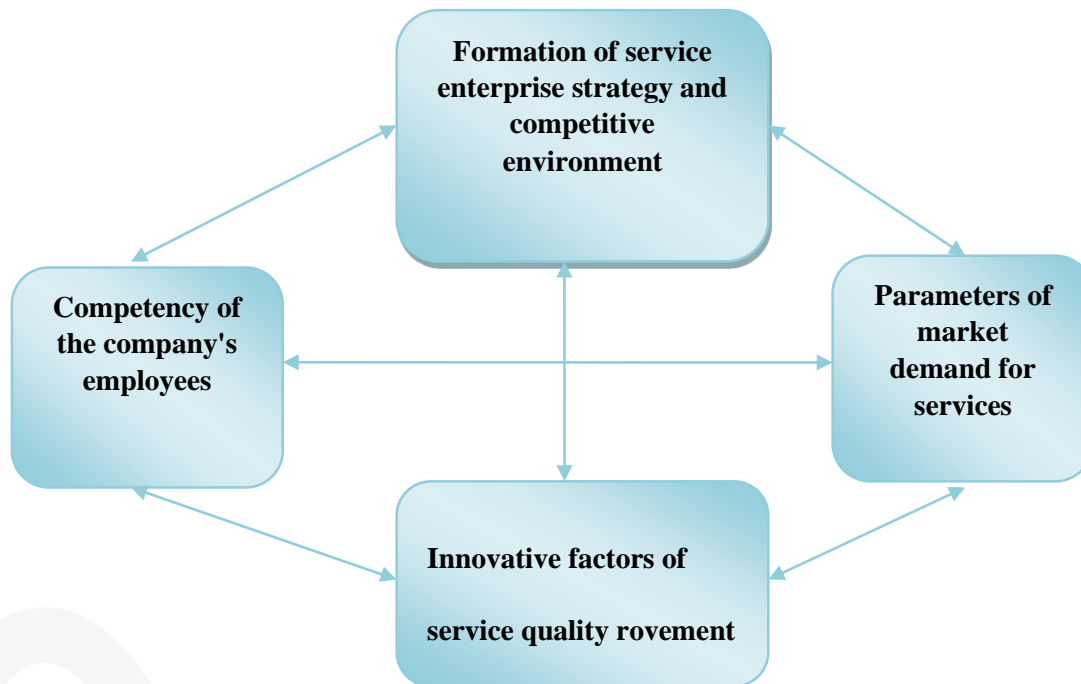 Formation of service
enterprise strategy and
competitive
environment
Competency of
the company's
employees
Parameters of
market
demand for
services
Innovative factors of
service quality rovement